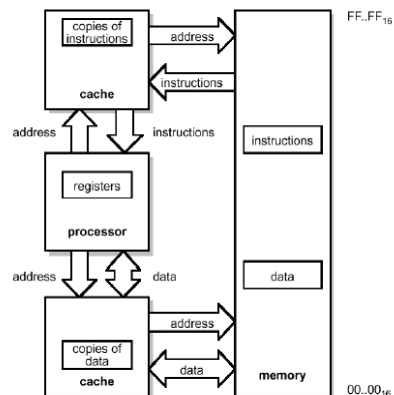 copies of
instructions
cache
address
instructions
FF..FF16
address
instructions
instructions
registers
processor
address
data
data
address
copies of
data
cache
data
memory
00..0016